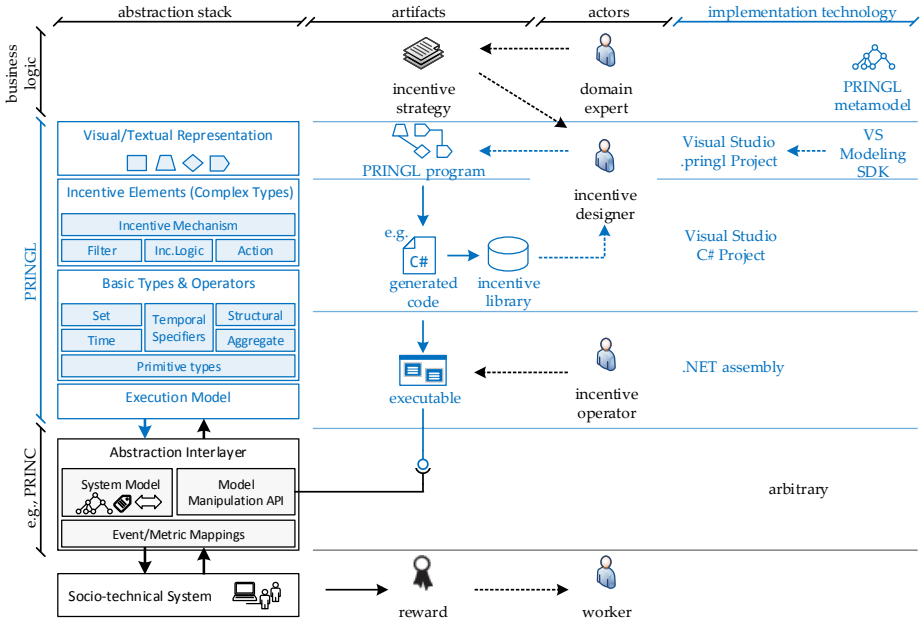 abstraction stack
artifacts
actors
implementation technology
business
logic
incentive
strategy
domain
expert
PRINGL
metamodel
PRINGL
Visual/Textual Representation
PRINGL program
incentive
designer
Visual Studio
.pringl Project
VS
Modeling
SDK
Incentive Elements (Complex Types)
Incentive Mechanism
Filter
Inc.Logic
Action
e.g.
C#
generated
code
incentive
library
Visual Studio
C# Project
Basic Types & Operators
Set
Time
Temporal
Specifiers
Structural
Aggregate
Primitive types
Execution Model
executable
incentive
operator
.NET assembly
e.g., PRINC
Abstraction Interlayer
System Model
Model
Manipulation API
Event/Metric Mappings
arbitrary
Socio-technical System
reward
worker